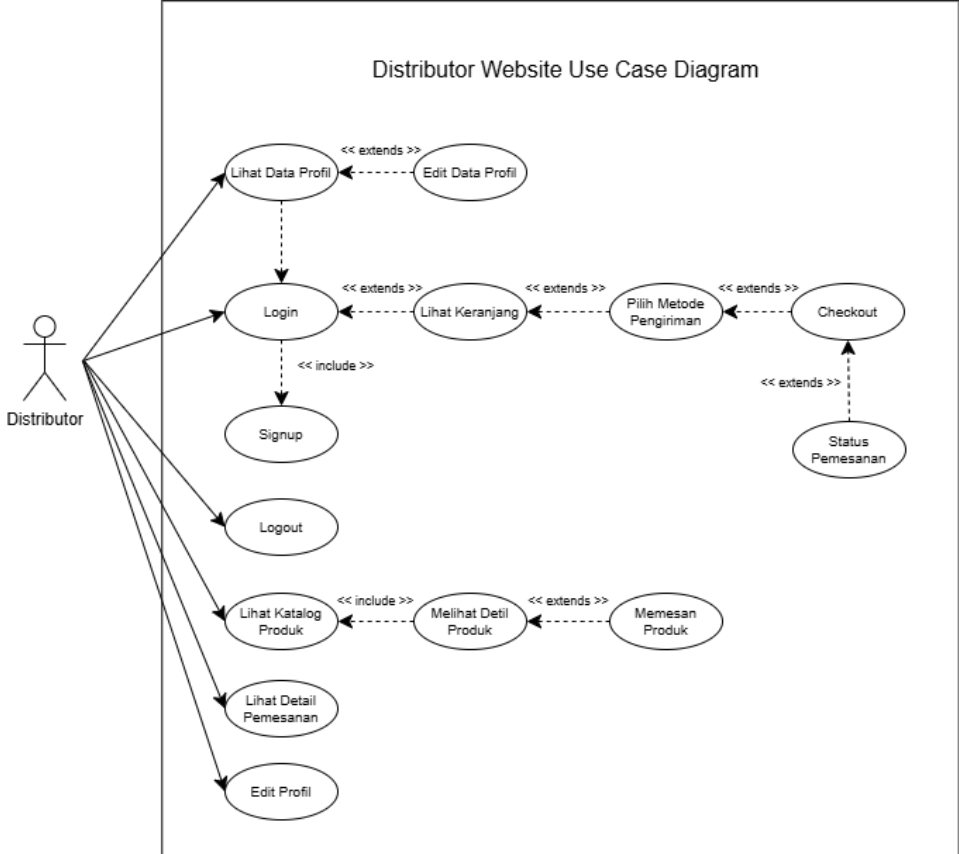 Distributor Website Use Case Diagram
<< extends >>
Lihat Data Profil
Edit Data Profil
<< extends >>
<< extends >>
<< extends >>
Login
Lihat Keranjang
Pilih Metode
Pengiriman
Checkout
<< include >>
<< extends >>
Distributor
Signup
Status
Pemesanan
Logout
<< include >>
<< extends >>
Lihat Katalog
Produk
Melihat Detil
Produk
Memesan
Produk
Lihat Detail
Pemesanan
Edit Profil